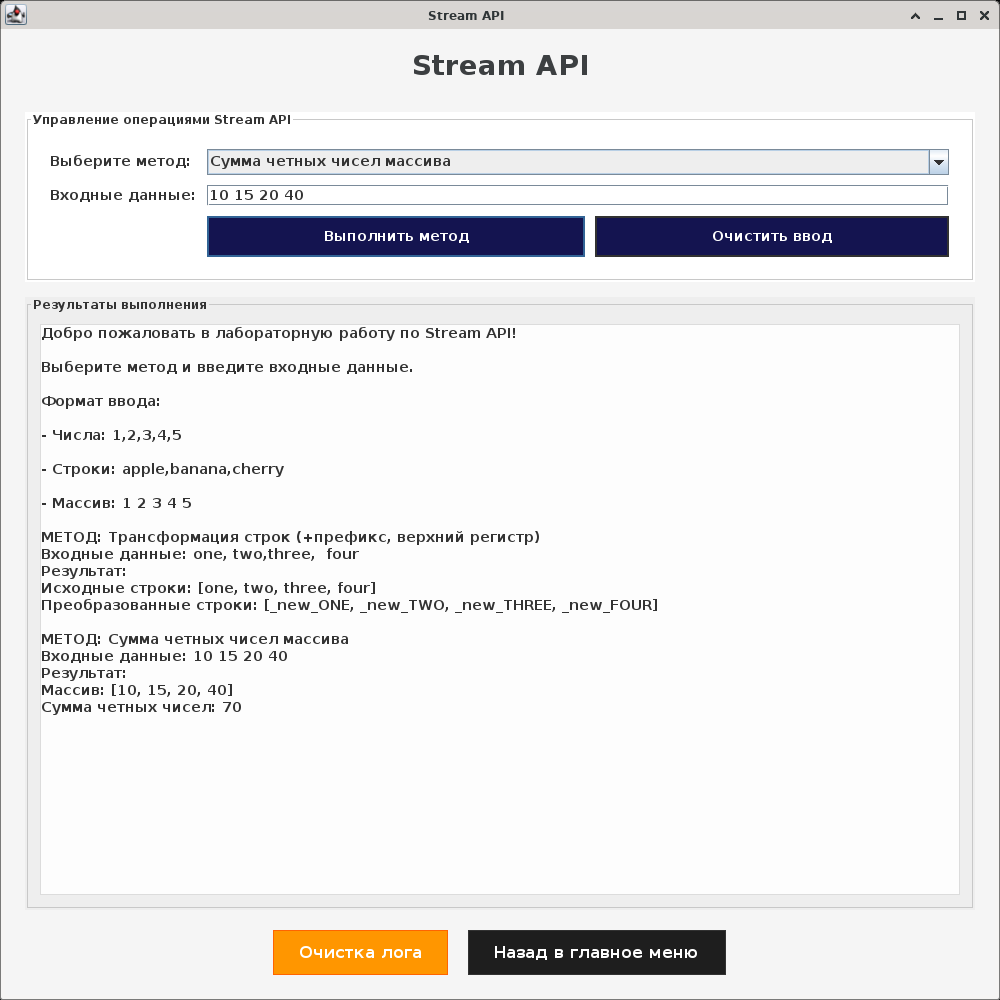 Stream API
Stream API
Управление операциями Stream API
Выберите метод: Сумма четных чисел массива
Входные данные: 10 15 20 40
Выполнить метод Очистить ввод
Результаты выполнения
Добро пожаловать в лабораторную работу по Stream API!
Выберите метод и введите входные данные.
Формат ввода:
- Числа: 1,2,3,4,5
- Строки: apple,banana,cherry
- Массив: 1 2 3 4 5
МЕТОД: Трансформация строк (+префикс, верхний регистр)
Входные данные: one, two,three,  four
Результат:
Исходные строки: [one, two, three, four]
Преобразованные строки: [_new_ONE, _new_TWO, _new_THREE, _new_FOUR]
МЕТОД: Сумма четных чисел массива
Входные данные: 10 15 20 40
Результат:
Массив: [10, 15, 20, 40]
Сумма четных чисел: 70
Очистка лога Назад в главное меню